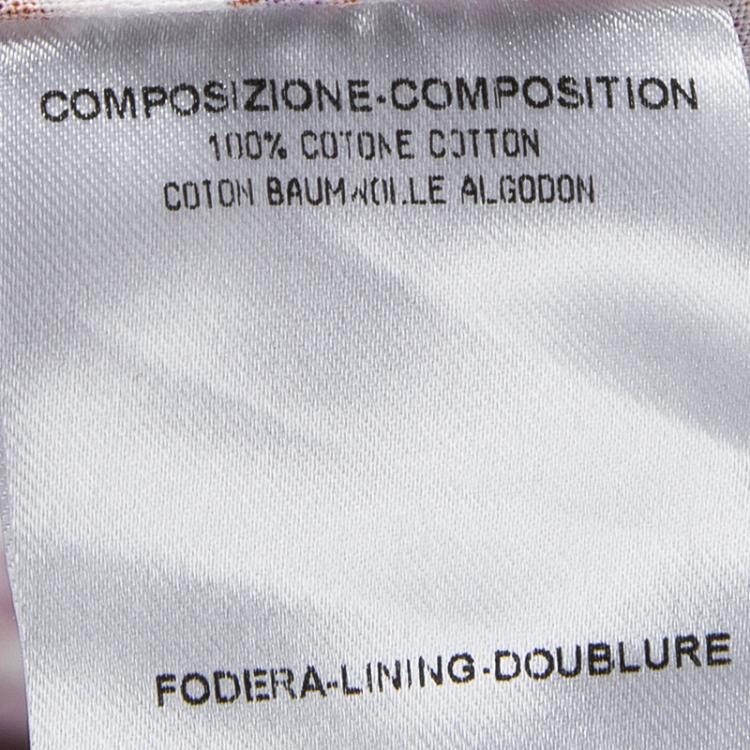 COMPOSIZIONE-COMPOSITION
100% COTONE COTTON
COTON BAUMWOLLE ALGODON
FODERA-LINING-DOUBLURE